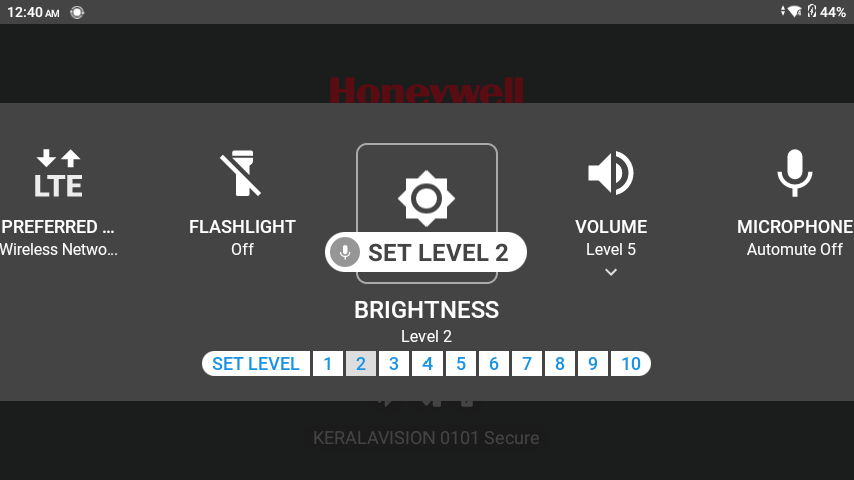 12:40 AM
44%
Honeywell
LTE
PREFERRED ...
Wireless Netwo...
FLASHLIGHT
Off
SET LEVEL 2
VOLUME
Level 5
MICROPHONE
Automute Off
BRIGHTNESS
Level 2
SET LEVEL 1 2 3 4 5 6 7 8 9 10
KERALAVISION 0101 Secure